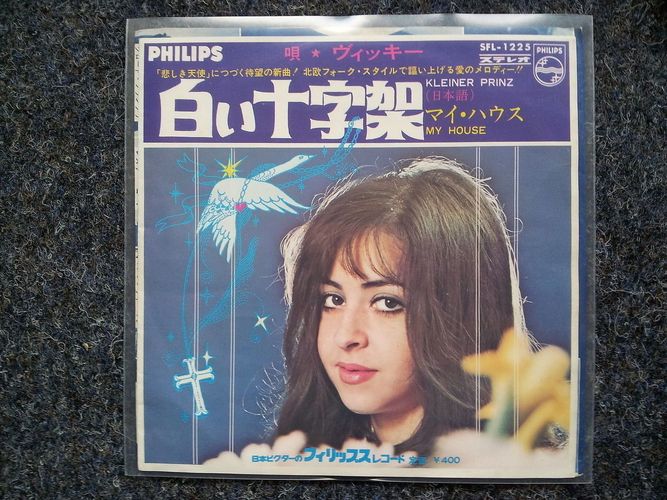 PHILIPS
唄 ★ ヴィッキー
SFL-1225
ステレオ
PHILIPS
「悲しき天使」につづく待望の新曲! 北欧フォーク・スタイルで謳い上げる愛のメロディー!!
白い十字架
KLEINER PRINZ
(日本語)
マイ・ハウス
MY HOUSE
日本ビクターのフィリップスレコード 定価 ¥400